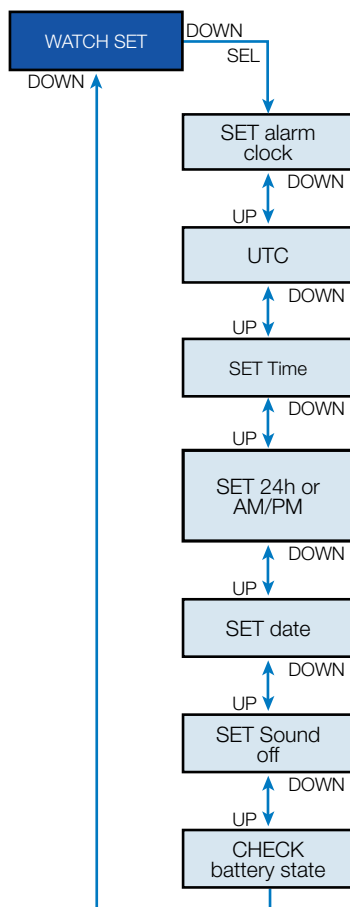 WATCH SET
DOWN
SEL
DOWN
SET alarm
clock
DOWN
UP
UTC
DOWN
UP
SET Time
DOWN
UP
SET 24h or
AM/PM
DOWN
UP
SET date
DOWN
UP
SET Sound
off
DOWN
UP
CHECK
battery state